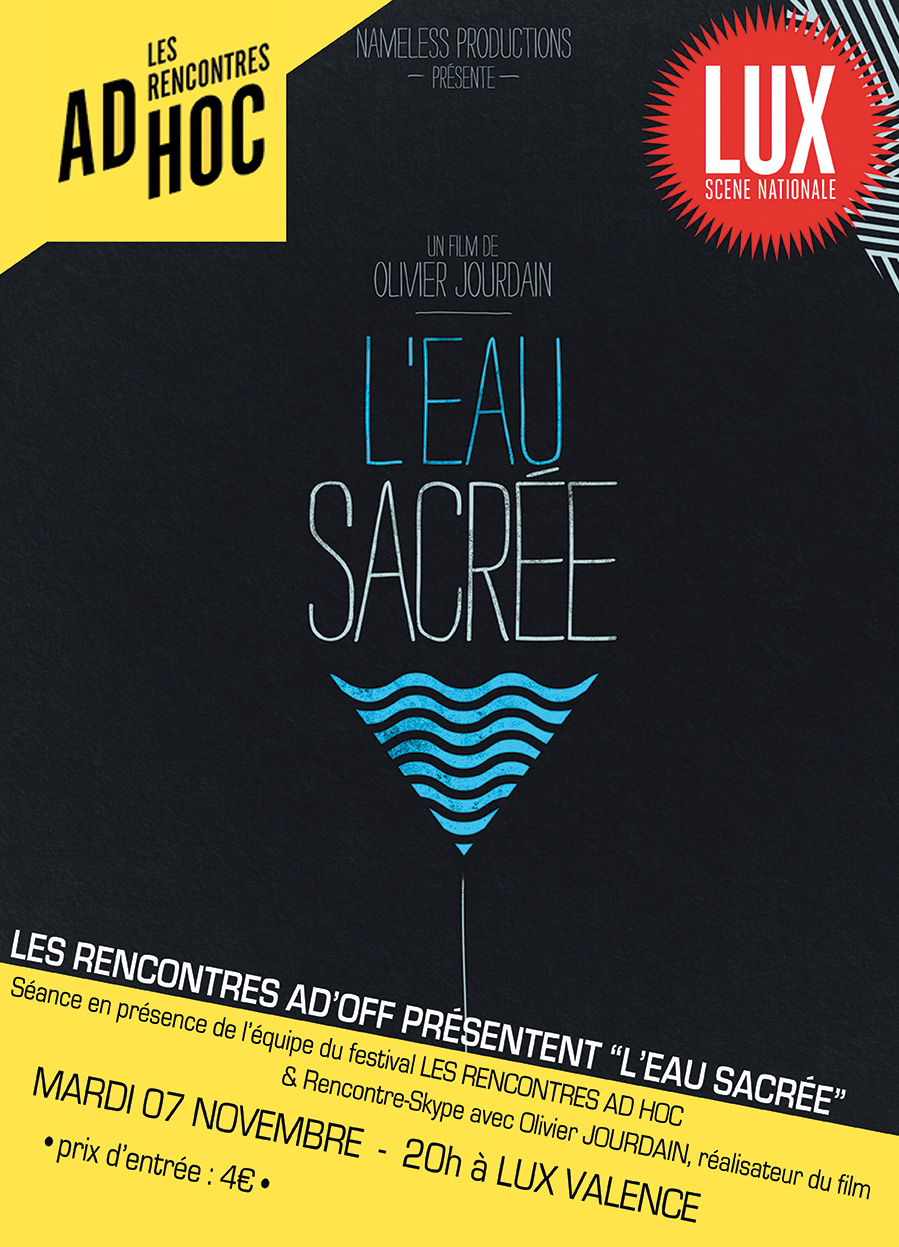 LES
RENCONTRES
AD HOC
NAMELESS PRODUCTIONS
PRÉSENTE
LUX
SCENE NATIONALE
UN FILM DE
OLIVIER JOURDAIN
L'EAU
SACRÉE
LES RENCONTRES AD'OFF PRÉSENTENT “L'EAU SACRÉE”
Séance en présence de l'équipe du festival LES RENCONTRES AD HOC
& Rencontre-Skype avec Olivier JOURDAIN, réalisateur du film
MARDI 07 NOVEMBRE - 20h à LUX VALENCE
• prix d'entrée : 4€ •